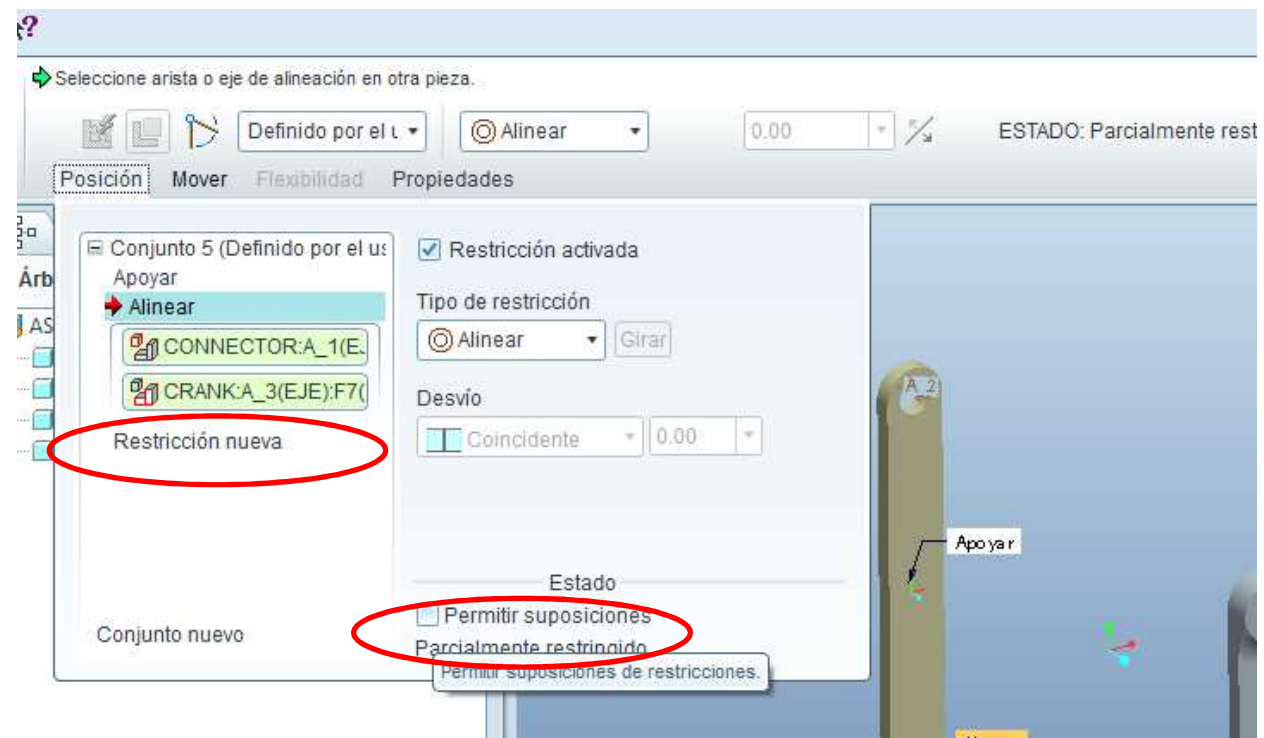 ?
Seleccione arista o eje de alineación en otra pieza.
Definido por el u Alinear 0.00 ESTADO: Parcialmente rest
Posición Mover Flexibilidad Propiedades
Conjunto 5 (Definido por el us
Restricción activada
Árb
Apoyar
Alinear
Tipo de restricción
AS
Alinear Girar
CONNECTOR:A_1(E
CRANK:A_3(EJE):F7(
Desvío
A_2
Coincidente 0.00
Restricción nueva
Apoyar
Estado
Permitir suposiciones
Conjunto nuevo
Parcialmente restringido
Permitir suposiciones de restricciones.